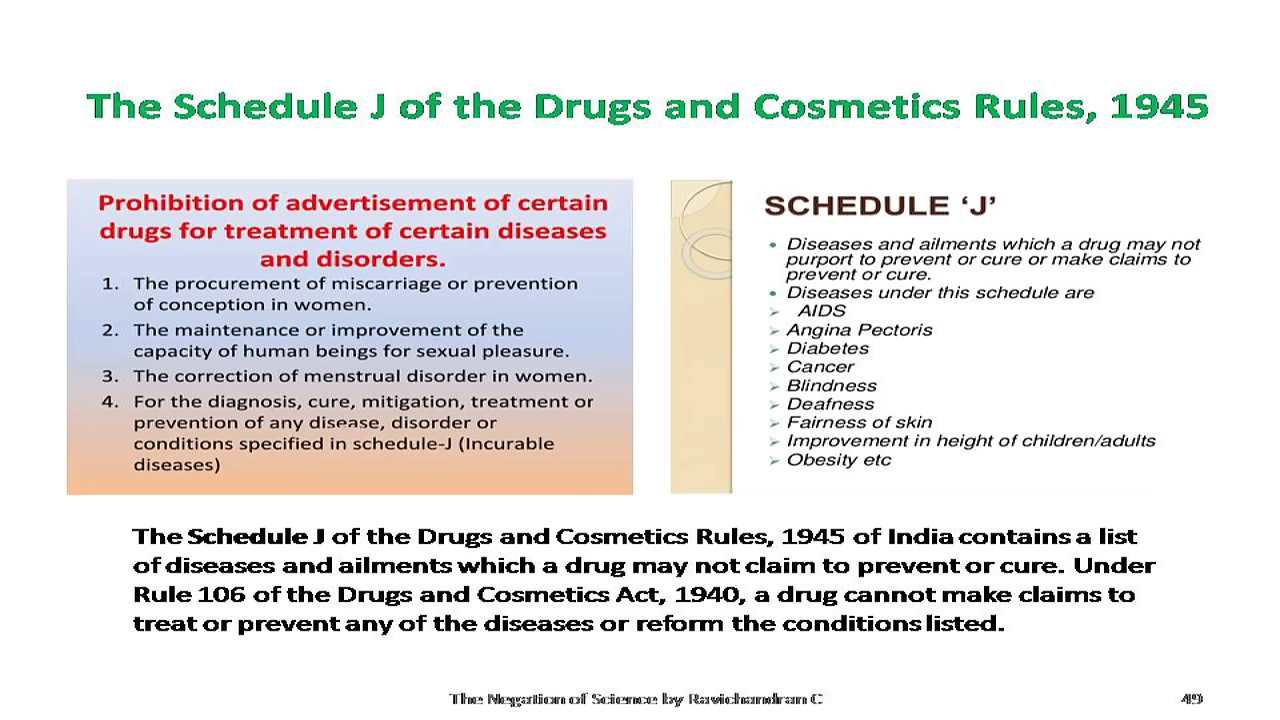 The Schedule J of the Drugs and Cosmetics Rules, 1945
Prohibition of advertisement of certain
drugs for treatment of certain diseases
and disorders.
1. The procurement of miscarriage or prevention
of conception in women.
2. The maintenance or improvement of the
capacity of human beings for sexual pleasure.
3. The correction of menstrual disorder in women.
4. For the diagnosis, cure, mitigation, treatment or
prevention of any disease, disorder or
conditions specified in schedule-J (Incurable
diseases)
SCHEDULE ‘J’
• Diseases and ailments which a drug may not
purport to prevent or cure or make claims to
prevent or cure.
• Diseases under this schedule are
➢ AIDS
➢ Angina Pectoris
➢ Diabetes
➢ Cancer
➢ Blindness
➢ Deafness
➢ Fairness of skin
➢ Improvement in height of children/adults
➢ Obesity etc
The Schedule J of the Drugs and Cosmetics Rules, 1945 of India contains a list
of diseases and ailments which a drug may not claim to prevent or cure. Under
Rule 106 of the Drugs and Cosmetics Act, 1940, a drug cannot make claims to
treat or prevent any of the diseases or reform the conditions listed.
The Negation of Science by Ravichandran C
49